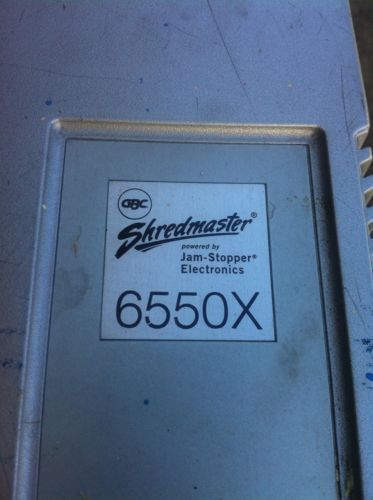 GBC
Shredmaster®
powered by
Jam-Stopper®
Electronics
6550X